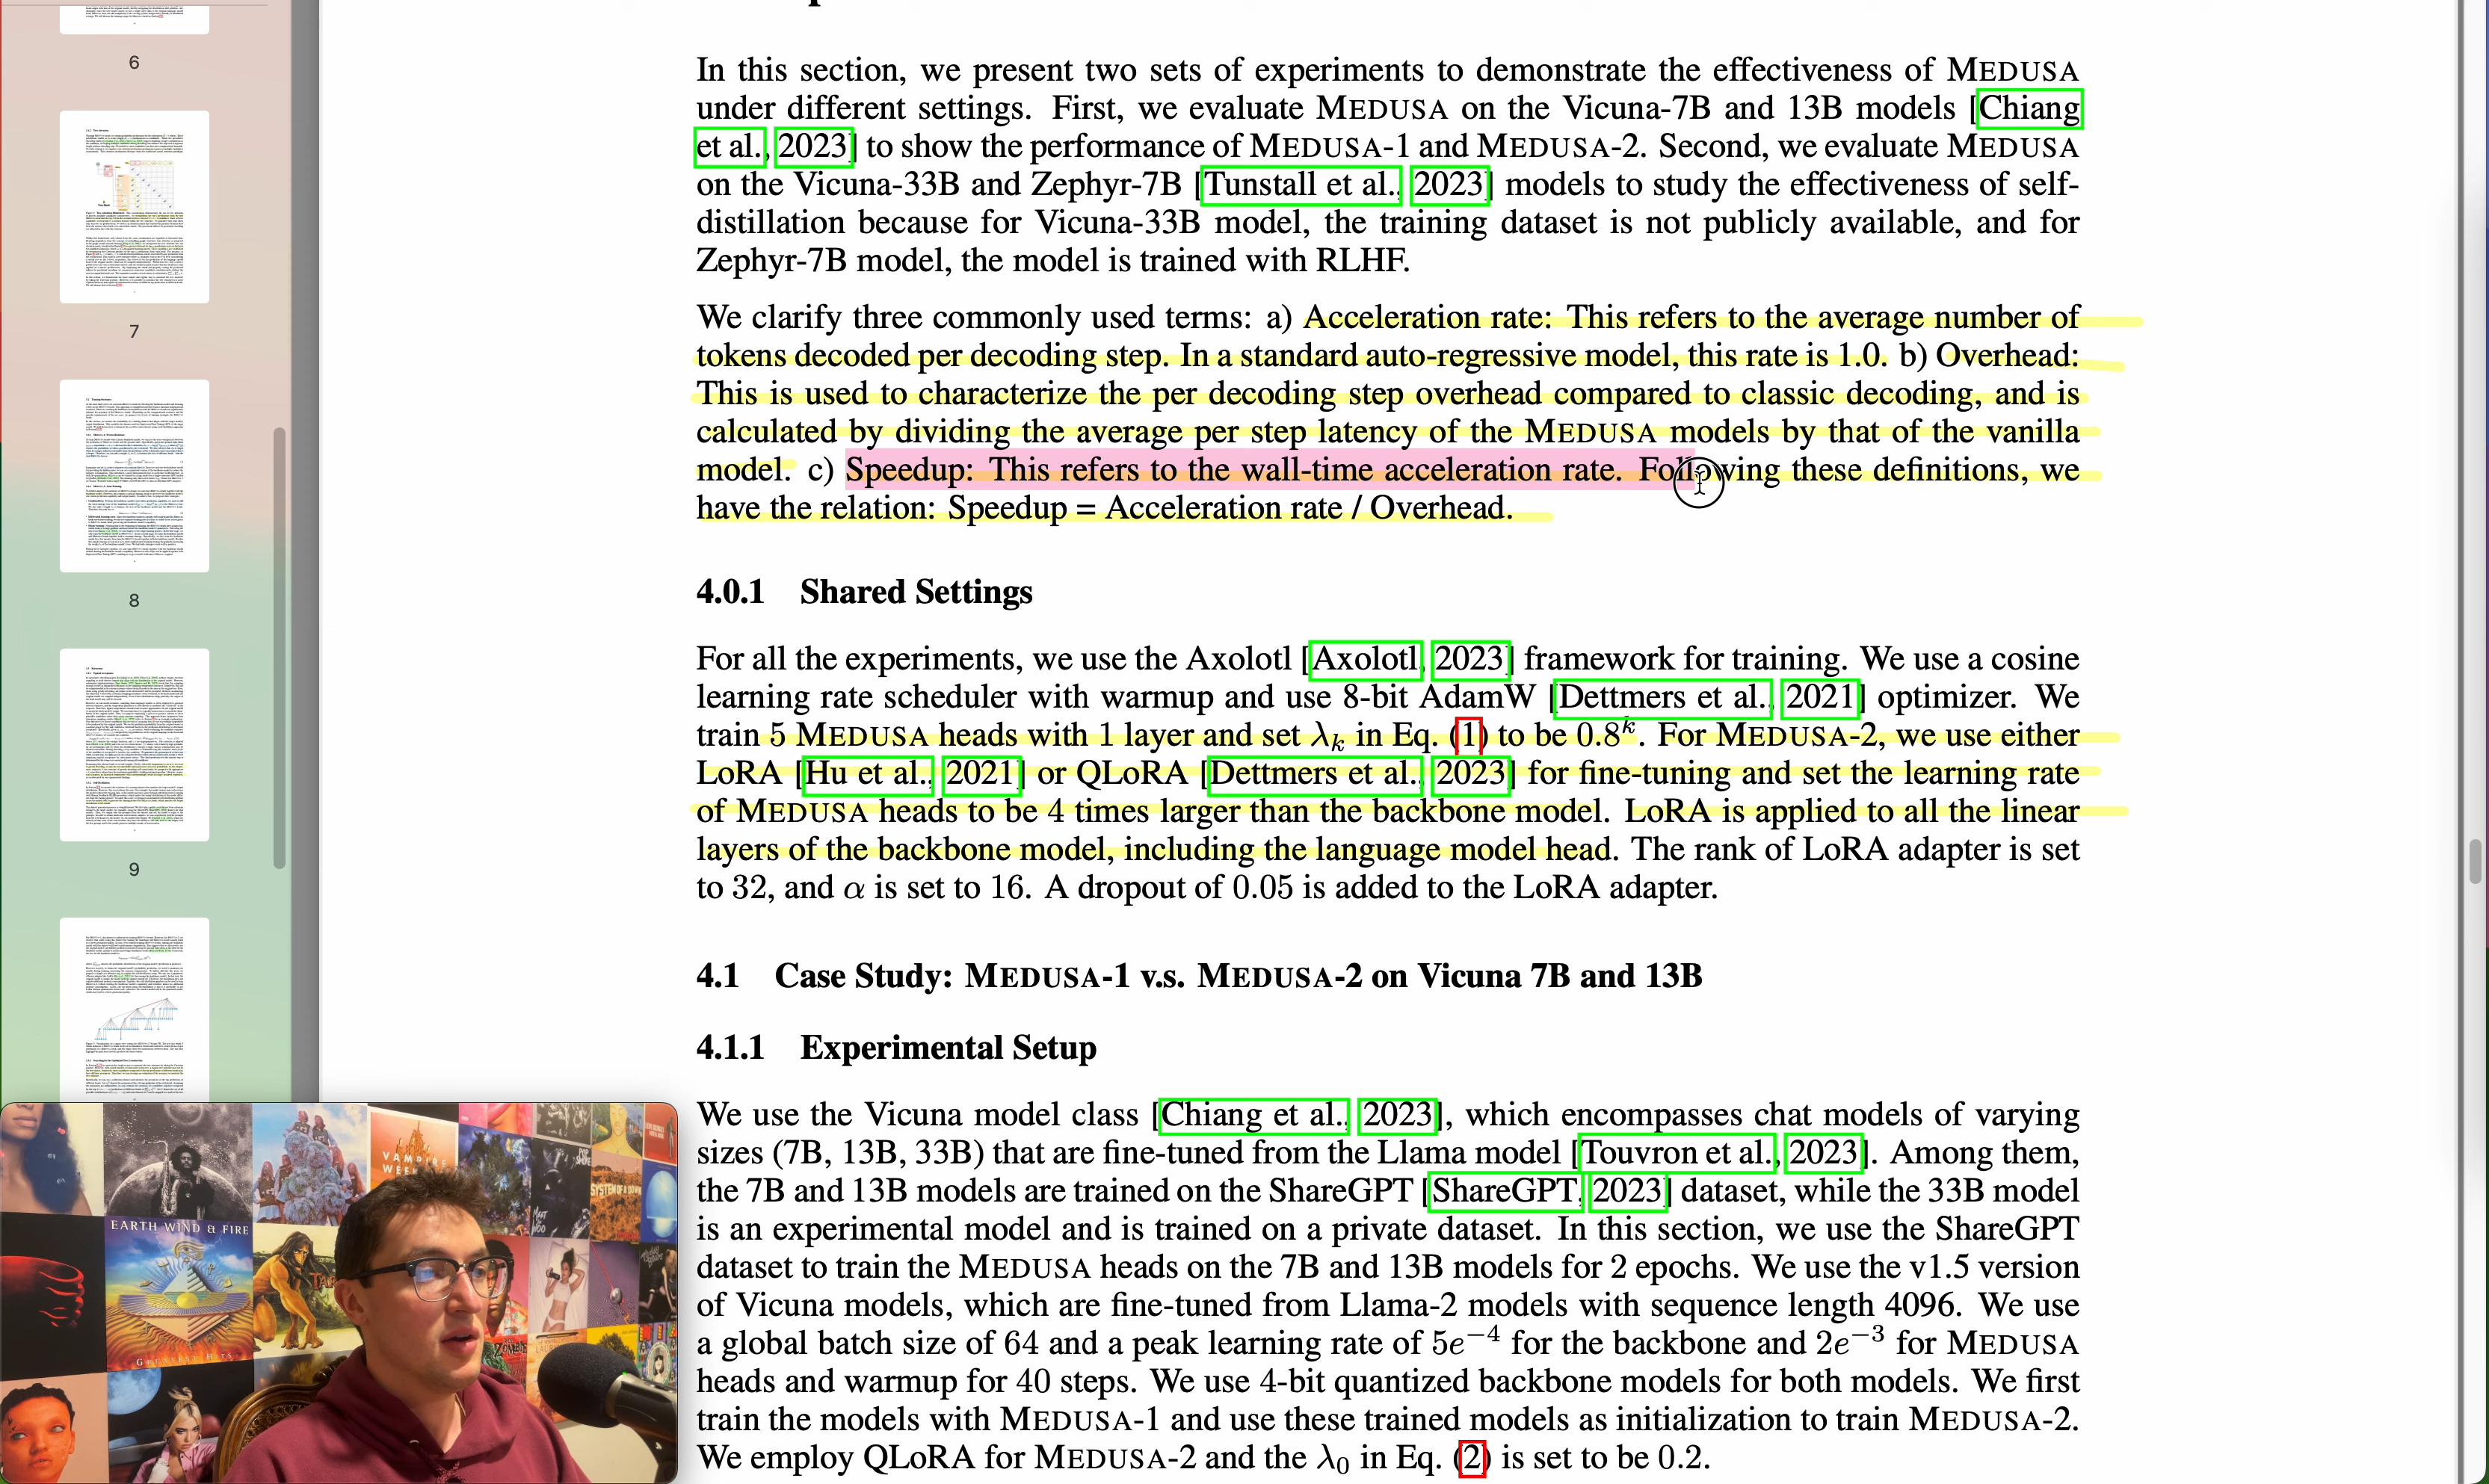 6
7
8
9
In this section, we present two sets of experiments to demonstrate the effectiveness of MEDUSA
under different settings. First, we evaluate MEDUSA on the Vicuna-7B and 13B models [Chiang
et al., 2023] to show the performance of MEDUSA-1 and MEDUSA-2. Second, we evaluate MEDUSA
on the Vicuna-33B and Zephyr-7B [Tunstall et al., 2023] models to study the effectiveness of self-
distillation because for Vicuna-33B model, the training dataset is not publicly available, and for
Zephyr-7B model, the model is trained with RLHF.
We clarify three commonly used terms: a) Acceleration rate: This refers to the average number of
tokens decoded per decoding step. In a standard auto-regressive model, this rate is 1.0. b) Overhead:
This is used to characterize the per decoding step overhead compared to classic decoding, and is
calculated by dividing the average per step latency of the MEDUSA models by that of the vanilla
model. c) Speedup: This refers to the wall-time acceleration rate. Following these definitions, we
have the relation: Speedup = Acceleration rate / Overhead.
4.0.1 Shared Settings
For all the experiments, we use the Axolotl [Axolotl, 2023] framework for training. We use a cosine
learning rate scheduler with warmup and use 8-bit AdamW [Dettmers et al., 2021] optimizer. We
train 5 MEDUSA heads with 1 layer and set λₖ in Eq. (1) to be 0.8ᵏ. For MEDUSA-2, we use either
LoRA [Hu et al., 2021] or QLoRA [Dettmers et al., 2023] for fine-tuning and set the learning rate
of MEDUSA heads to be 4 times larger than the backbone model. LoRA is applied to all the linear
layers of the backbone model, including the language model head. The rank of LoRA adapter is set
to 32, and α is set to 16. A dropout of 0.05 is added to the LoRA adapter.
4.1 Case Study: MEDUSA-1 v.s. MEDUSA-2 on Vicuna 7B and 13B
4.1.1 Experimental Setup
We use the Vicuna model class [Chiang et al., 2023], which encompasses chat models of varying
sizes (7B, 13B, 33B) that are fine-tuned from the Llama model [Touvron et al., 2023]. Among them,
the 7B and 13B models are trained on the ShareGPT [ShareGPT, 2023] dataset, while the 33B model
is an experimental model and is trained on a private dataset. In this section, we use the ShareGPT
dataset to train the MEDUSA heads on the 7B and 13B models for 2 epochs. We use the v1.5 version
of Vicuna models, which are fine-tuned from Llama-2 models with sequence length 4096. We use
a global batch size of 64 and a peak learning rate of 5e⁻⁴ for the backbone and 2e⁻³ for MEDUSA
heads and warmup for 40 steps. We use 4-bit quantized backbone models for both models. We first
train the models with MEDUSA-1 and use these trained models as initialization to train MEDUSA-2.
We employ QLoRA for MEDUSA-2 and the λ₀ in Eq. (2) is set to be 0.2.
VAMPIRE
WEE
SYSTEM OF A DOWN
EARTH WIND & FIRE